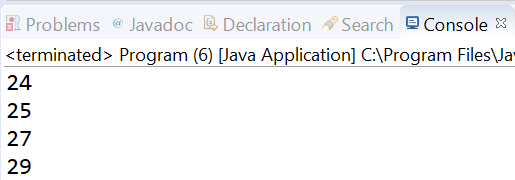 Problems @ Javadoc Declaration Search Console
<terminated> Program (6) [Java Application] C:\Program Files\Jav
24
25
27
29